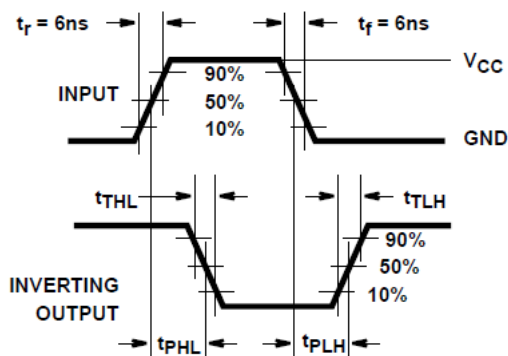 tr = 6ns
tf = 6ns
VCC
90%
INPUT
50%
10%
GND
tTHL
tTLH
90%
50%
10%
INVERTING
OUTPUT
tPHL
tPLH